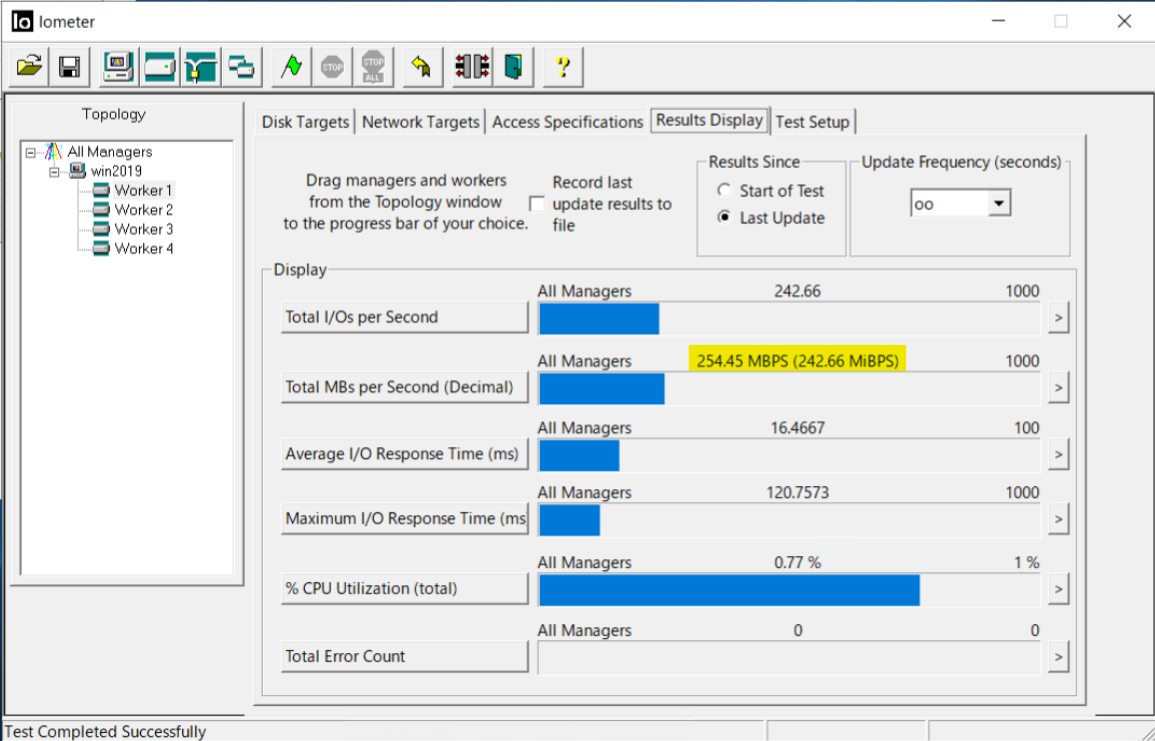 Io Iometer
STOP
STOP
ALL
?
Topology
All Managers
win2019
Worker 1
Worker 2
Worker 3
Worker 4
Disk Targets Network Targets Access Specifications Results Display Test Setup
Drag managers and workers
from the Topology window
to the progress bar of your choice.
Record last
update results to
file
Results Since
Start of Test
Last Update
Update Frequency (seconds)
oo
Display
All Managers 242.66 1000
Total I/Os per Second >
All Managers 254.45 MBPS (242.66 MiBPS) 1000
Total MBs per Second (Decimal) >
All Managers 16.4667 100
Average I/O Response Time (ms) >
All Managers 120.7573 1000
Maximum I/O Response Time (ms >
All Managers 0.77 % 1 %
% CPU Utilization (total) >
All Managers 0 0
Total Error Count >
Test Completed Successfully